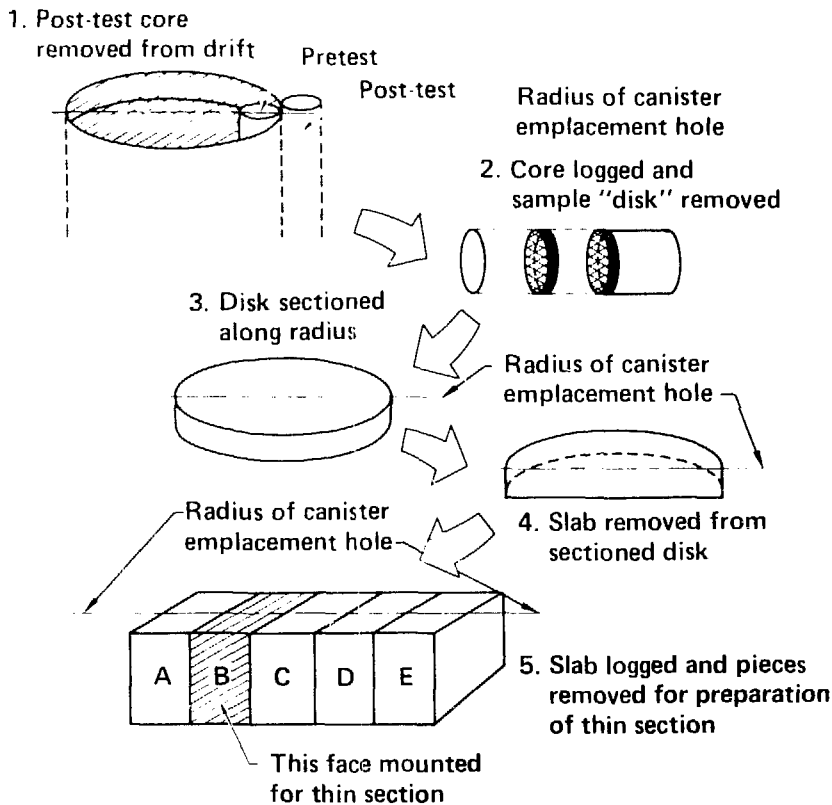 1. Post-test core
removed from drift
Pretest
Post-test
Radius of canister
emplacement hole
2. Core logged and
sample "disk" removed
3. Disk sectioned
along radius
Radius of canister
emplacement hole
4. Slab removed from
sectioned disk
Radius of canister
emplacement hole
A B C D E
5. Slab logged and pieces
removed for preparation
of thin section
This face mounted
for thin section